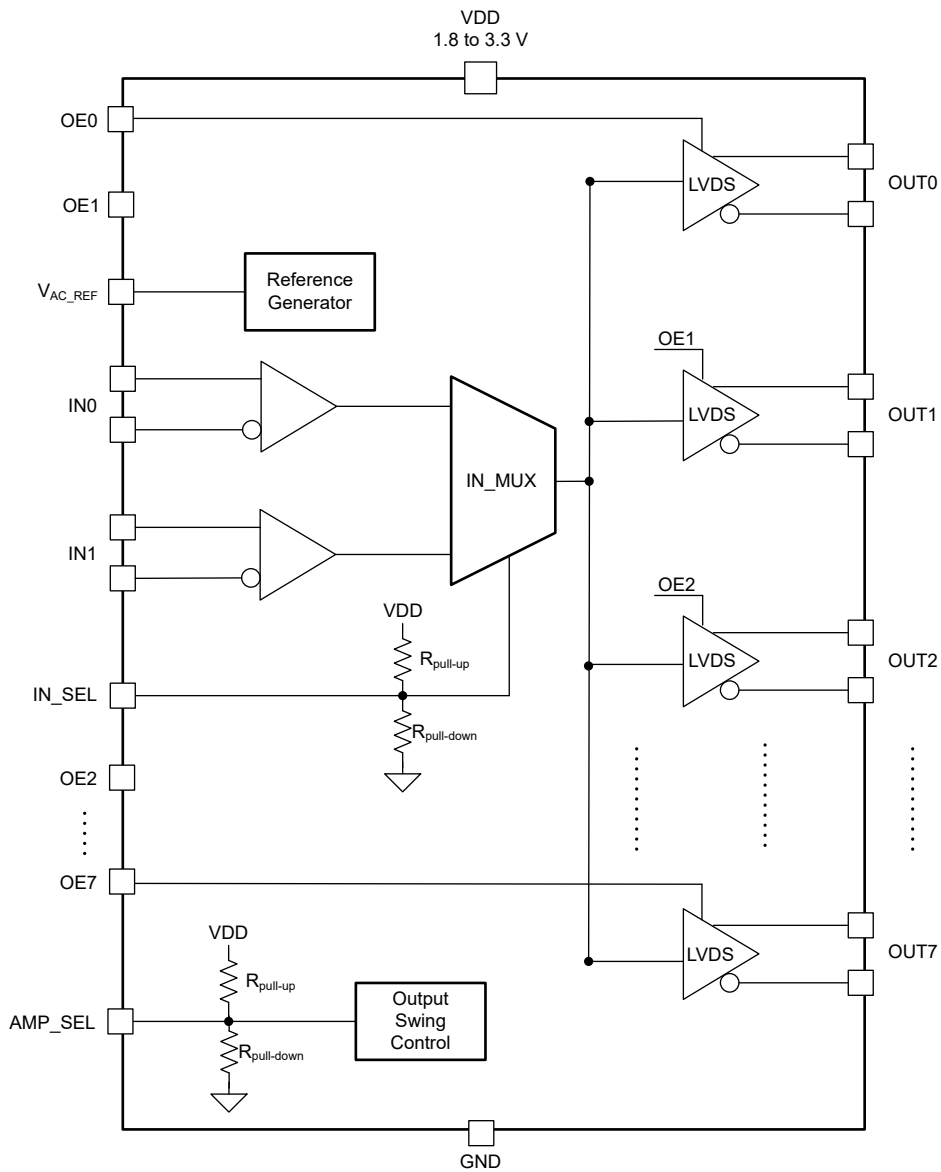 VDD
1.8 to 3.3 V
OE0
LVDS
OUT0
OE1
Reference
Generator
VAC_REF
OE1
LVDS
OUT1
IN0
IN_MUX
IN1
OE2
LVDS
OUT2
VDD
Rpull-up
IN_SEL
Rpull-down
OE2
OE7
LVDS
OUT7
VDD
Rpull-up
AMP_SEL
Rpull-down
Output
Swing
Control
GND